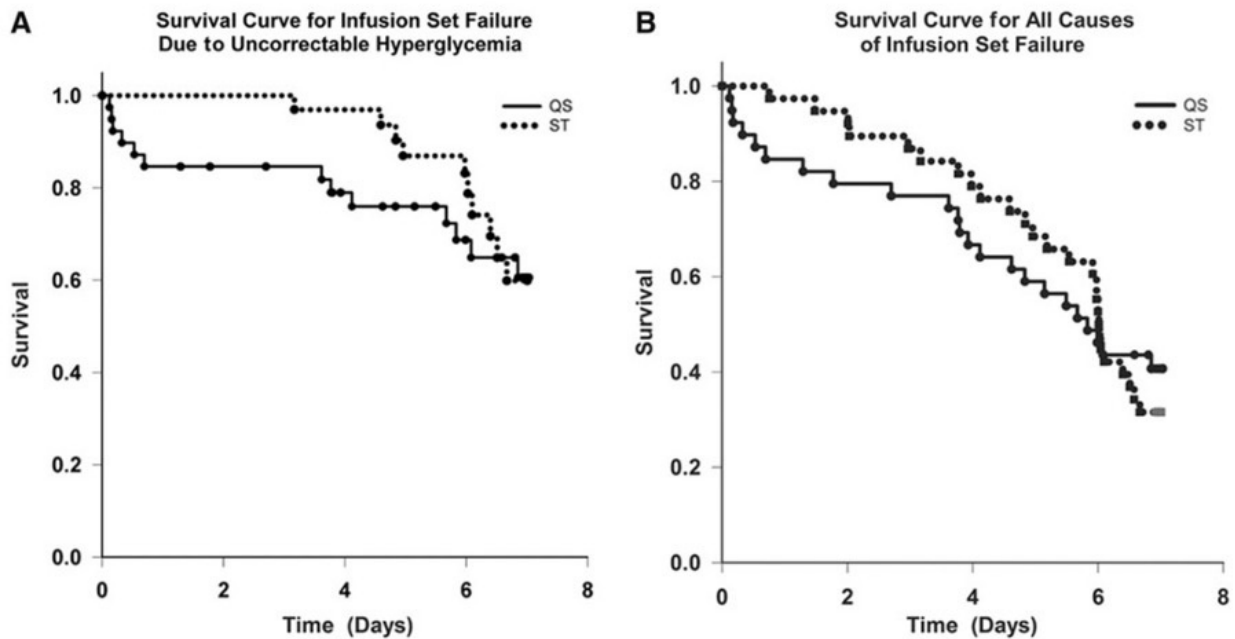 A
Survival Curve for Infusion Set Failure
Due to Uncorrectable Hyperglycemia
QS
ST
1.0
0.8
0.6
0.4
0.2
0.0
Survival
0 2 4 6 8
Time (Days)
B
Survival Curve for All Causes
of Infusion Set Failure
QS
ST
1.0
0.8
0.6
0.4
0.2
0.0
Survival
0 2 4 6 8
Time (Days)